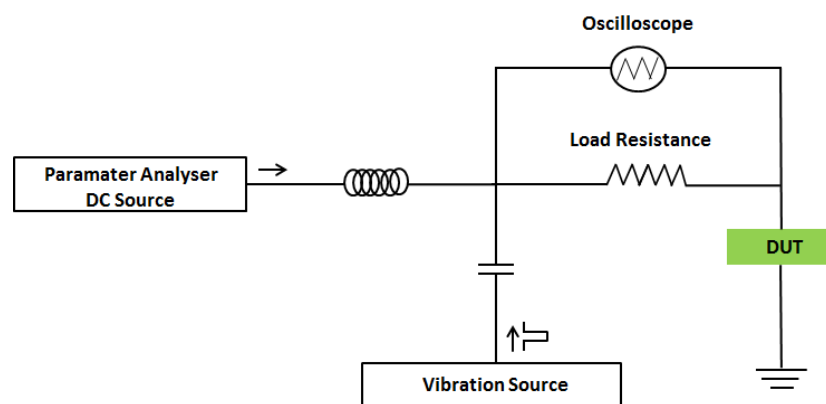 Oscilloscope
Load Resistance
Paramater Analyser
DC Source
DUT
Vibration Source